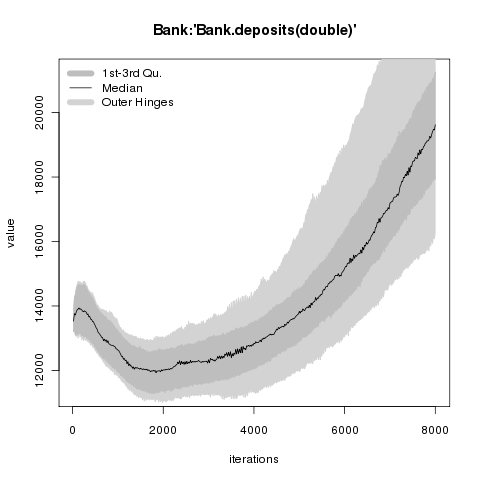 Bank:'Bank.deposits(double)'
1st-3rd Qu.
Median
Outer Hinges
value
20000
18000
16000
14000
12000
0 2000 4000 6000 8000
iterations